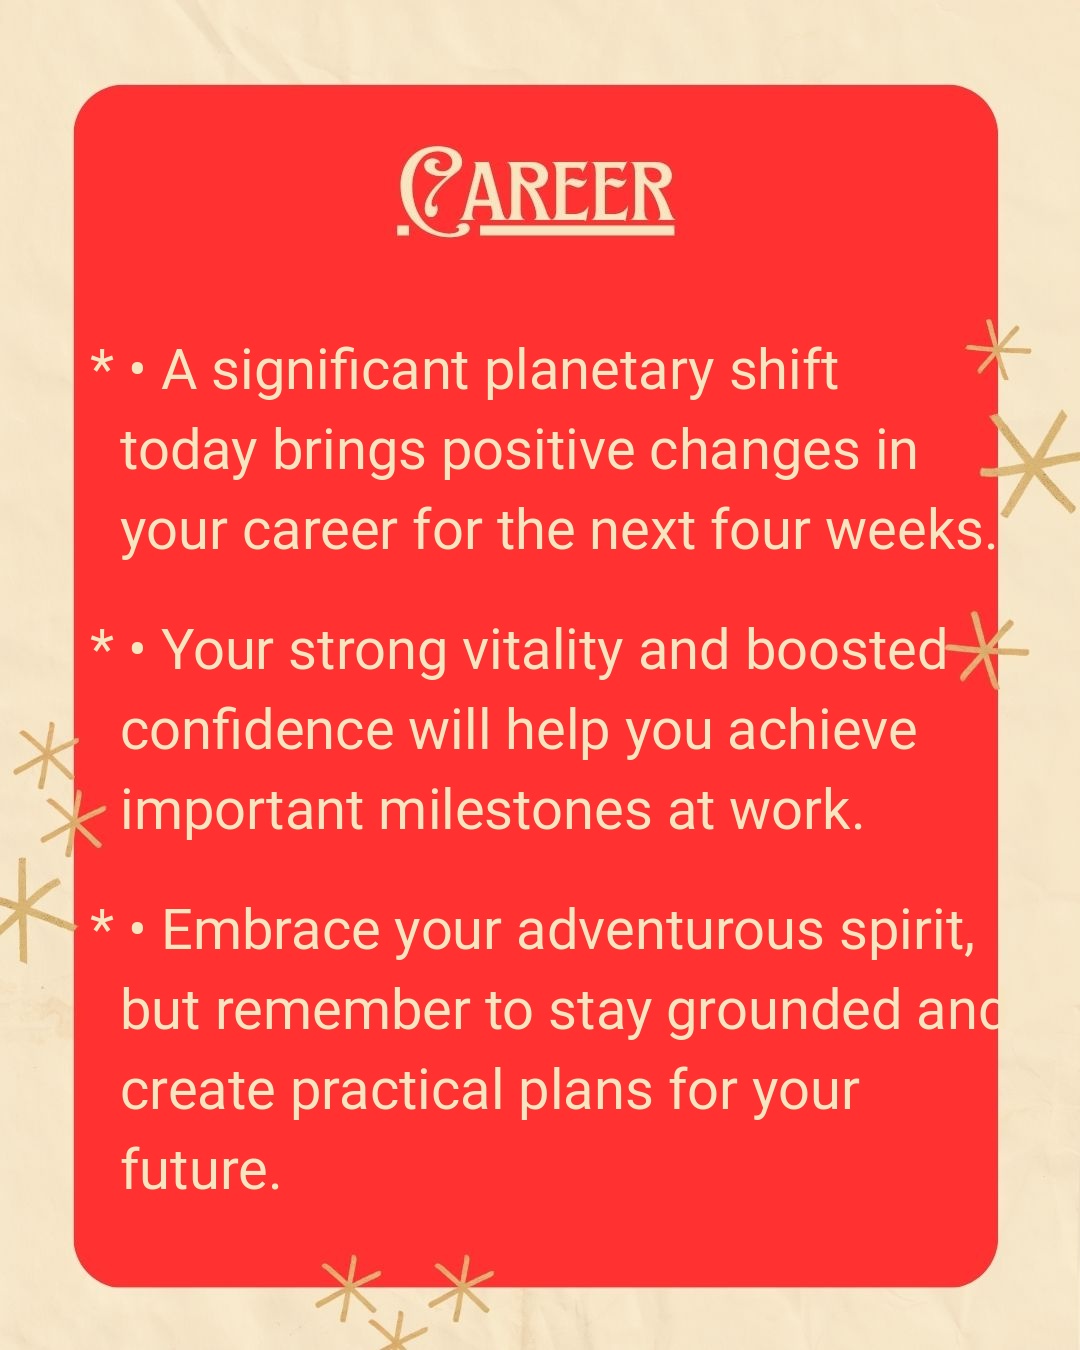 Career
* • A significant planetary shift
today brings positive changes in
your career for the next four weeks.
* • Your strong vitality and boosted
confidence will help you achieve
important milestones at work.
* • Embrace your adventurous spirit,
but remember to stay grounded and
create practical plans for your
future.